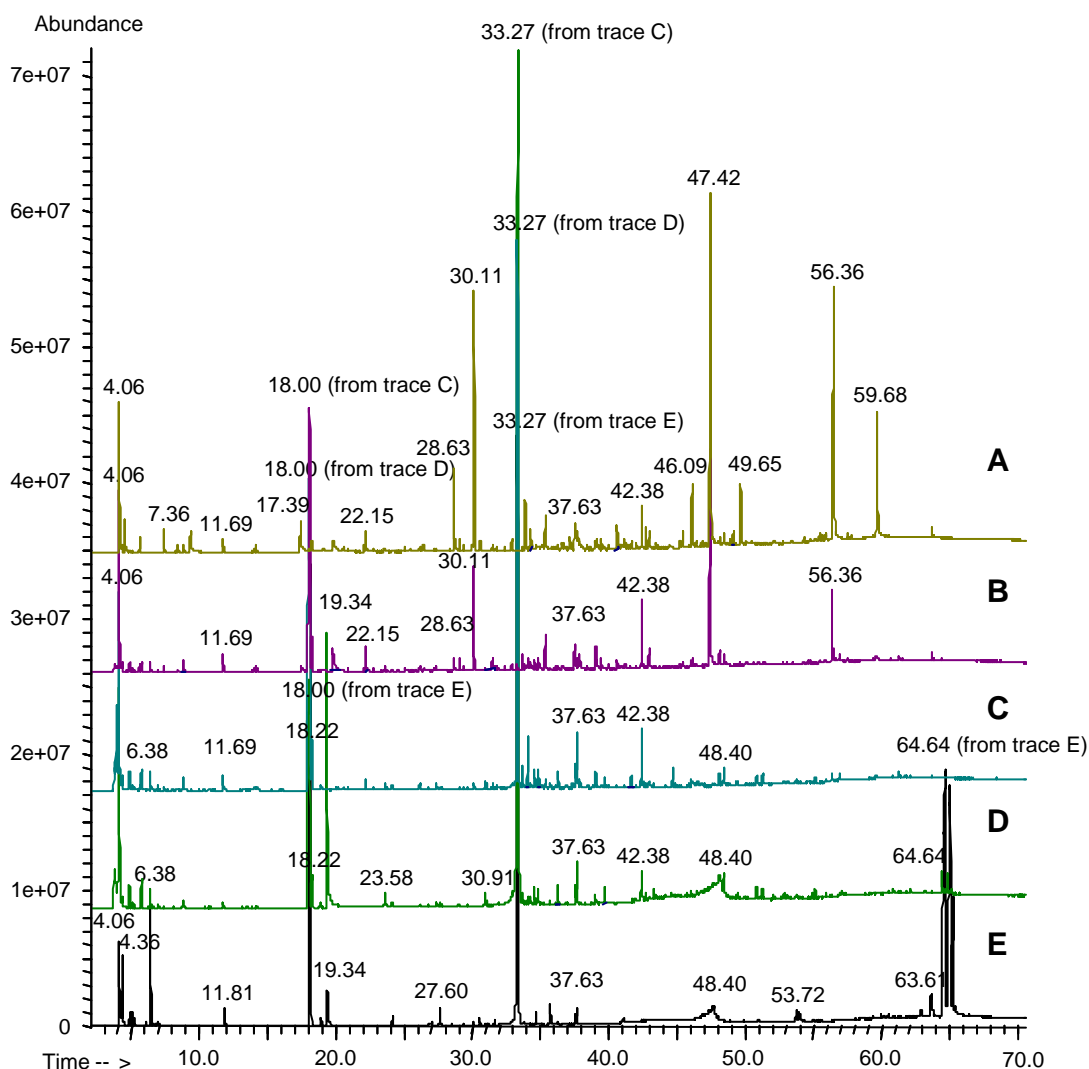 Abundance
33.27 (from trace C)
7e+07
47.42
6e+07
33.27 (from trace D)
30.11
56.36
5e+07
4.06
18.00 (from trace C)
59.68
33.27 (from trace E)
28.63
A
4.06
18.00 (from trace D)
46.09
49.65
4e+07
7.36
11.69
17.39
22.15
37.63
42.38
30.11
4.06
42.38
56.36
B
3e+07
19.34
37.63
11.69
22.15
28.63
18.00 (from trace E)
C
18.22
37.63
42.38
2e+07
6.38
11.69
48.40
64.64 (from trace E)
D
18.22
37.63
42.38
48.40
64.64
6.38
23.58
30.91
1e+07
4.06
4.36
E
19.34
37.63
48.40
63.61
11.81
27.60
53.72
0
Time -- >
10.0
20.0
30.0
40.0
50.0
60.0
70.0